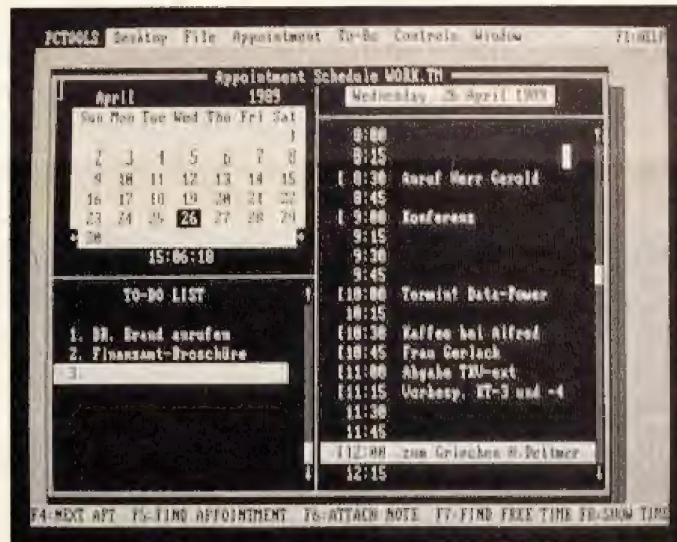 PCTOOLS Desktop File Appointment To-Do Controls Window F1=HELP
Appointment Schedule WORK.TM
April 1989
Sun Mon Tue Wed Thu Fri Sat
1
2 3 4 5 6 7 8
9 10 11 12 13 14 15
16 17 18 19 20 21 22
23 24 25 26 27 28 29
30
15:06:10
TO-DO LIST
1. DR. Brand anrufen
2. Finanzamt-Broschüre
3.
Wednesday 26 April 1989
8:00
8:15
[ 8:30 Anruf Herr Gerold
8:45
[ 9:00 Konferenz
9:15
9:30
9:45
[10:00 Termin! Data-Power
10:15
[10:30 Kaffee bei Alfred
[10:45 Frau Gerlach
[11:00 Abgabe TXU-ext
[11:15 Vorbesp. XT-3 und -4
11:30
11:45
[12:00 zum Griechen H.Dettmer
12:15
F4=NEXT APT F5=FIND APPOINTMENT F6=ATTACH NOTE F7=FIND FREE TIME F8=SHOW TIME